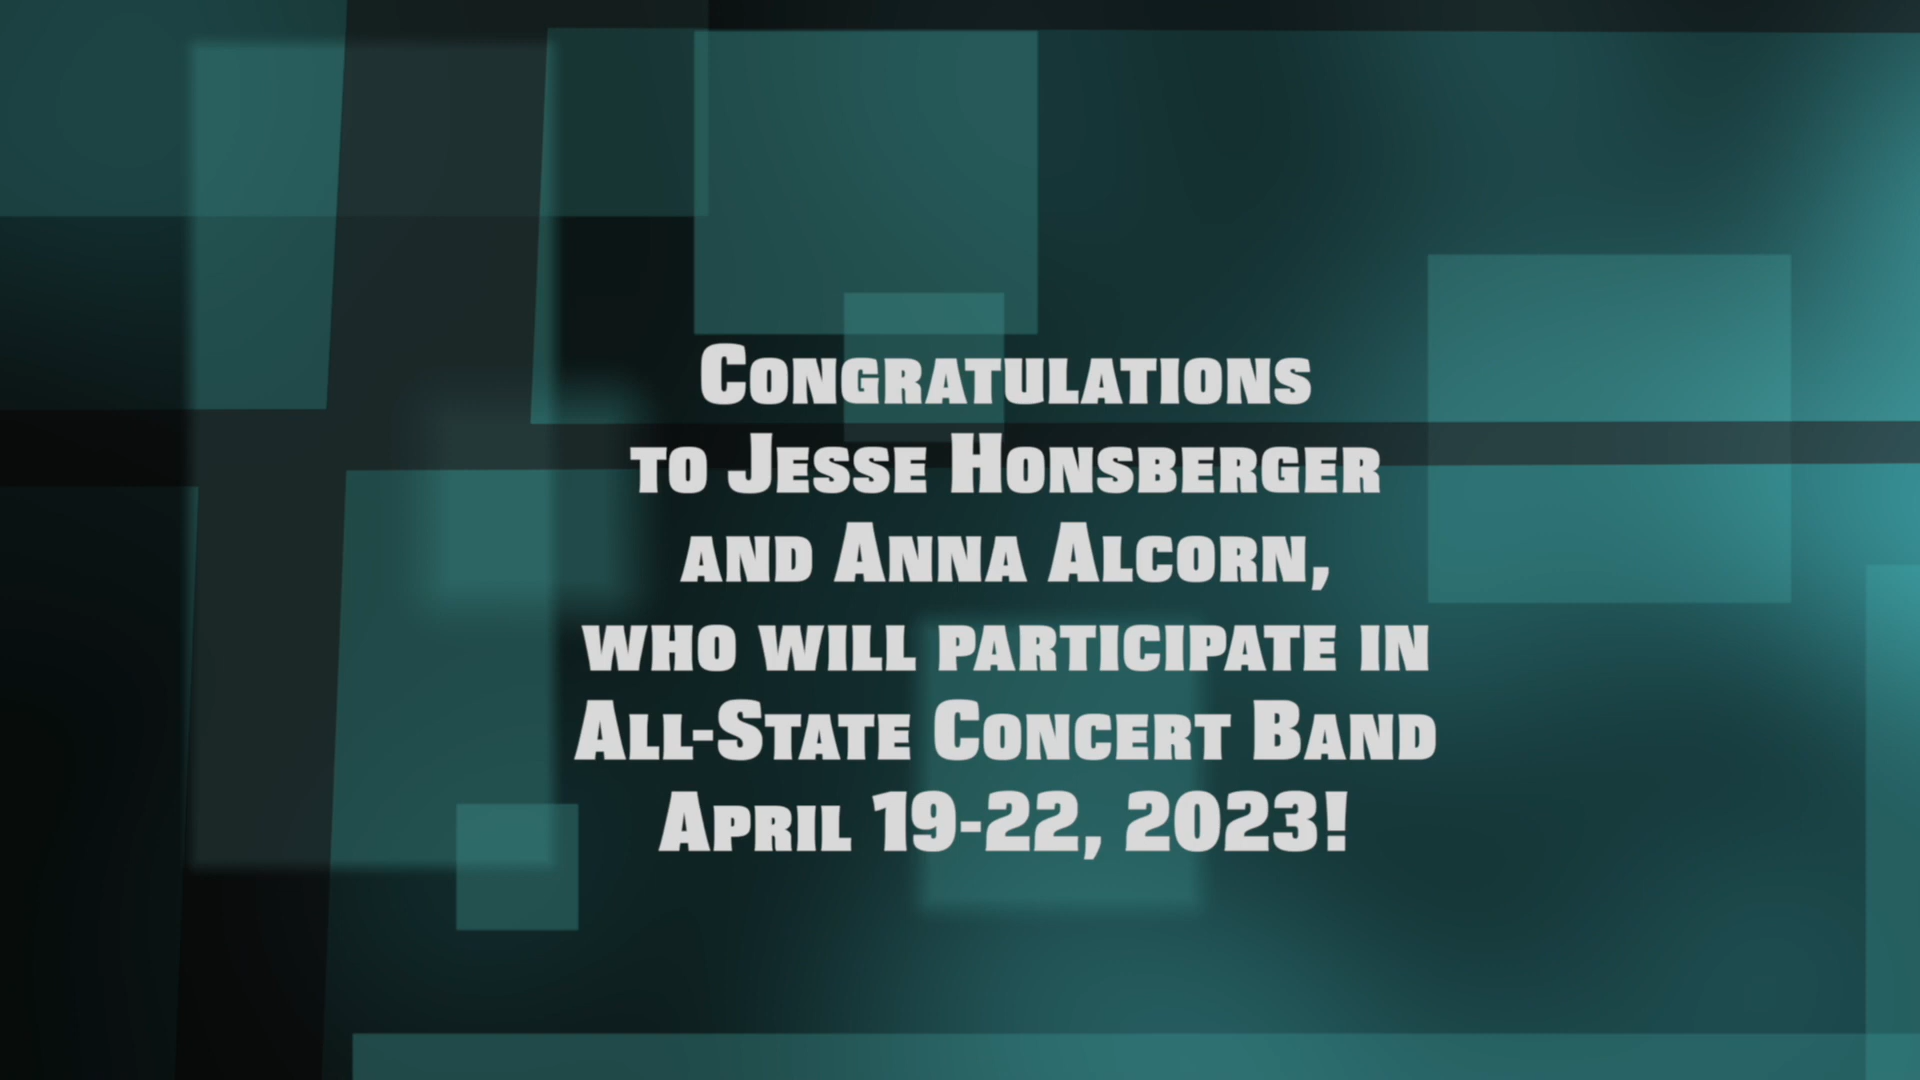 Congratulations
to Jesse Honsberger
and Anna Alcorn,
who will participate in
All-State Concert Band
April 19-22, 2023!